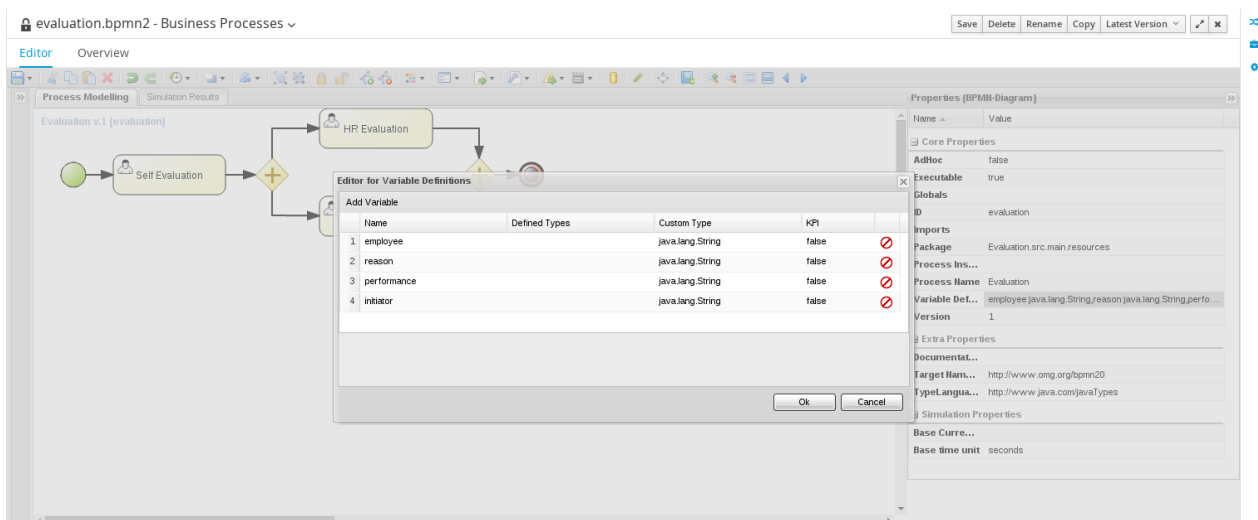 evaluation.bpmn2 - Business Processes
Save Delete Rename Copy Latest Version
Editor Overview
Process Modelling Simulation Results
Evaluation v.1 (evaluation)
HR Evaluation
Self Evaluation
Editor for Variable Definitions
Add Variable
Name Defined Types Custom Type KPI
1 employee java.lang.String false
2 reason java.lang.String false
3 performance java.lang.String false
4 initiator java.lang.String false
Ok Cancel
Properties (BPMN-Diagram)
Name Value
Core Properties
AdHoc false
Executable true
Globals
ID evaluation
Imports
Package Evaluation.src.main.resources
Process Ins...
Process Name Evaluation
Variable Def... employee:java.lang.String,reason:java.lang.String,perfo...
Version 1
Extra Properties
Documentat...
Target Nam... http://www.omg.org/bpmn20
TypeLangua... http://www.java.com/javaTypes
Simulation Properties
Base Curre...
Base time unit seconds